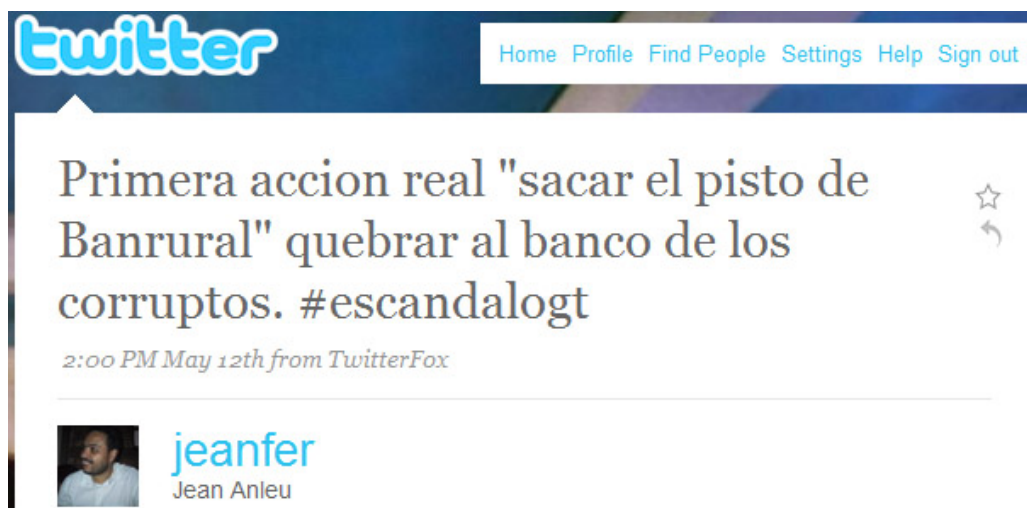 twitter
Home Profile Find People Settings Help Sign out
Primera accion real "sacar el pisto de
Banrural" quebrar al banco de los
corruptos. #escandalogt
2:00 PM May 12th from TwitterFox
jeanfer
Jean Anleu